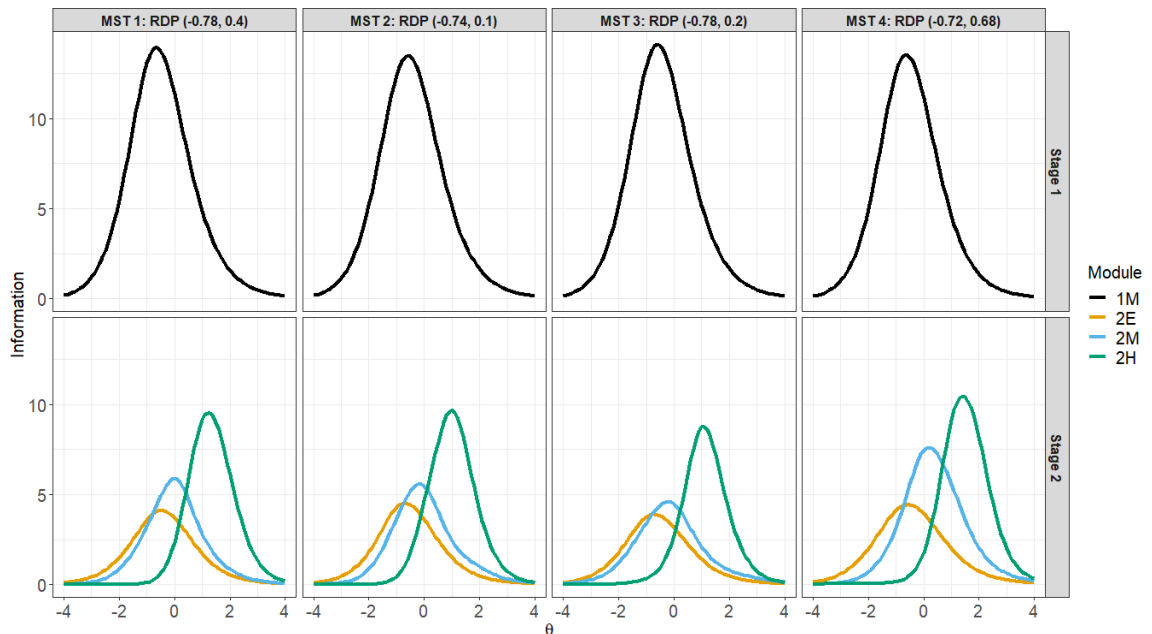 MST 1: RDP (-0.78, 0.4)
MST 2: RDP (-0.74, 0.1)
MST 3: RDP (-0.78, 0.2)
MST 4: RDP (-0.72, 0.68)
10
5
0
Stage 1
Information
10
5
0
Stage 2
-4 -2 0 2 4
-4 -2 0 2 4
-4 -2 0 2 4
-4 -2 0 2 4
θ
Module
1M
2E
2M
2H